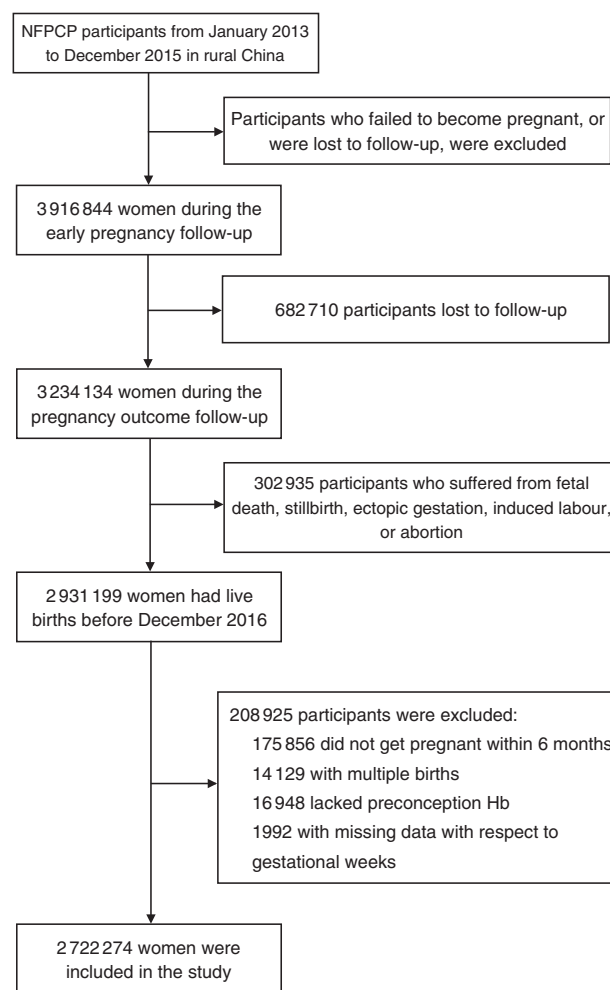 NFPCP participants from January 2013
to December 2015 in rural China
Participants who failed to become pregnant, or
were lost to follow-up, were excluded
3 916 844 women during the
early pregnancy follow-up
682 710 participants lost to follow-up
3 234 134 women during the
pregnancy outcome follow-up
302 935 participants who suffered from fetal
death, stillbirth, ectopic gestation, induced labour,
or abortion
2 931 199 women had live
births before December 2016
208 925 participants were excluded:
175 856 did not get pregnant within 6 months
14 129 with multiple births
16 948 lacked preconception Hb
1992 with missing data with respect to
gestational weeks
2 722 274 women were
included in the study